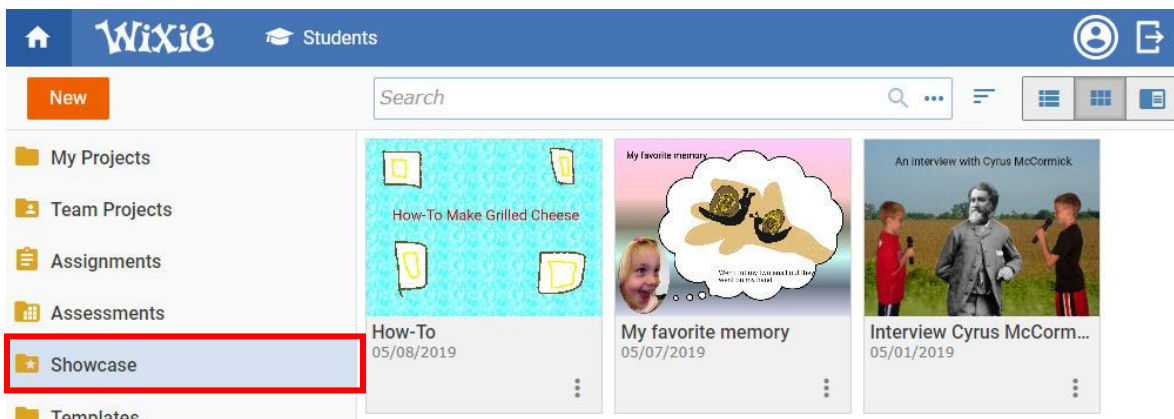 Wixie
Students
New
Search
My Projects
Team Projects
Assignments
Assessments
Showcase
Templates
How-To Make Grilled Cheese
How-To
05/08/2019
My favorite memory
My favorite memory
05/07/2019
An interview with Cyrus McCormick
Interview Cyrus McCorm...
05/01/2019